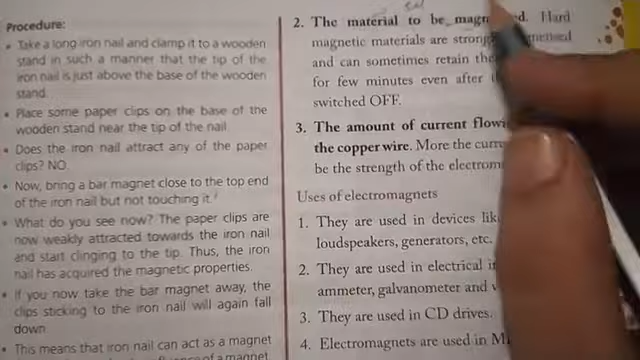 Procedure:
• Take a long iron nail and clamp it to a wooden
stand in such a manner that the tip of the
iron nail is just above the base of the wooden
stand.
• Place some paper clips on the base of the
wooden stand near the tip of the nail.
• Does the iron nail attract any of the paper
clips? NO.
• Now, bring a bar magnet close to the top end
of the iron nail but not touching it.
• What do you see now? The paper clips are
now weakly attracted towards the iron nail
and start clinging to the tip. Thus, the iron
nail has acquired the magnetic properties.
• If you now take the bar magnet away, the
clips sticking to the iron nail will again fall
down.
• This means that iron nail can act as a magnet
2. The material to be Hard
magnetic materials are
and can sometimes retain
for few minutes even after
switched OFF.
3. The amount of current
the copper wire. More the
be the strength of the
Uses of electromagnets
1. They are used in devices
loudspeakers, generators, etc.
2. They are used in electrical
ammeter, galvanometer and
3. They are used in CD drives.
4. Electromagnets are used in